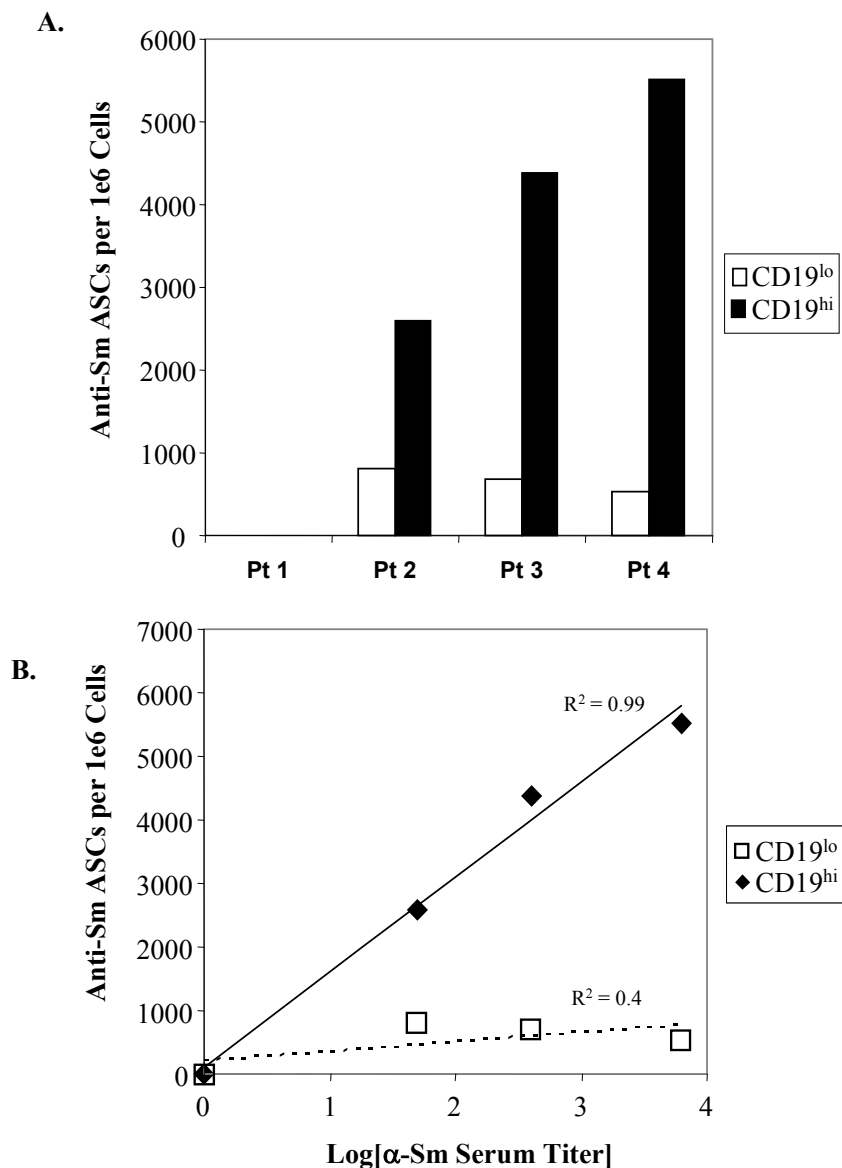 A.
6000
5000
4000
3000
2000
1000
0
Anti-Sm ASCs per 1e6 Cells
Pt 1 Pt 2 Pt 3 Pt 4
CD19lo
CD19hi
B.
7000
6000
5000
4000
3000
2000
1000
0
Anti-Sm ASCs per 1e6 Cells
R² = 0.99
R² = 0.4
0 1 2 3 4
Log[α-Sm Serum Titer]
CD19lo
CD19hi